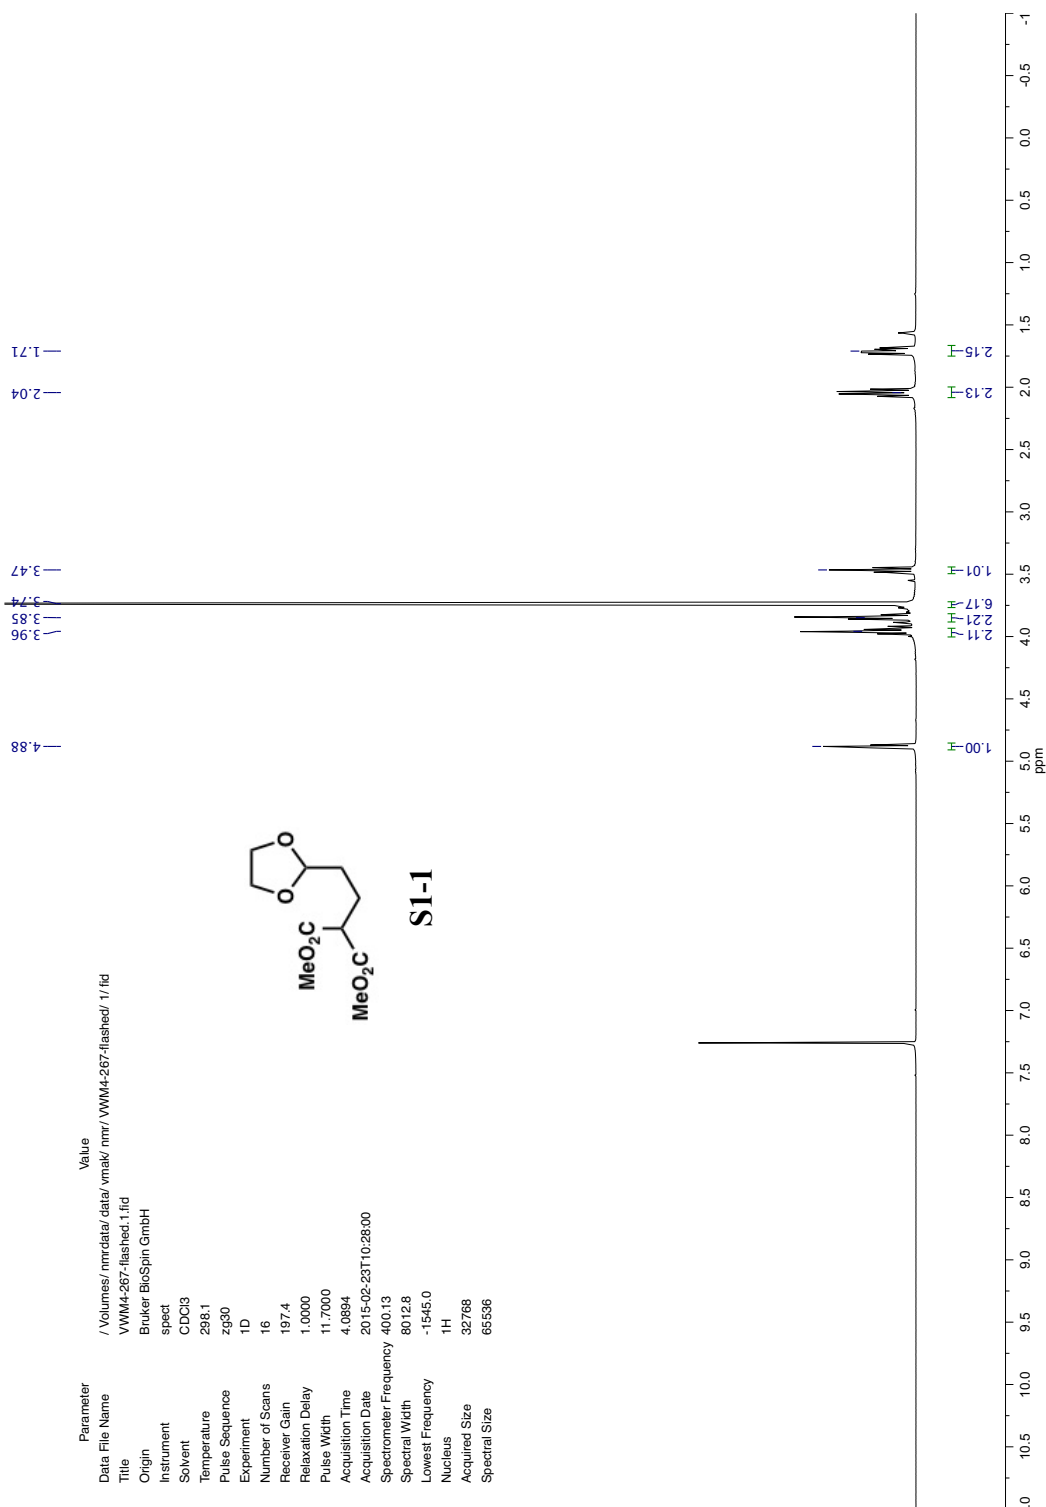 Parameter Value
Data File Name / Volumes/ nmrdata/ data/ vmak/ nmr/ VWM4-267-flashed/ 1/ fid
Title VWM4-267-flashed.1.fid
Origin Bruker BioSpin GmbH
Instrument spect
Solvent CDCl3
Temperature 298.1
Pulse Sequence zg30
Experiment 1D
Number of Scans 16
Receiver Gain 197.4
Relaxation Delay 1.0000
Pulse Width 11.7000
Acquisition Time 4.0894
Acquisition Date 2015-02-23T10:28:00
Spectrometer Frequency 400.13
Spectral Width 8012.8
Lowest Frequency -1545.0
Nucleus 1H
Acquired Size 32768
Spectral Size 65536
O
O
MeO2C
MeO2C
S1-1
4.88
3.96
3.85
3.74
3.47
2.04
1.71
1.00
2.11
2.21
6.17
1.01
2.13
2.15
.0 10.5 10.0 9.5 9.0 8.5 8.0 7.5 7.0 6.5 6.0 5.5 5.0 4.5 4.0 3.5 3.0 2.5 2.0 1.5 1.0 0.5 0.0 -0.5 -1
ppm